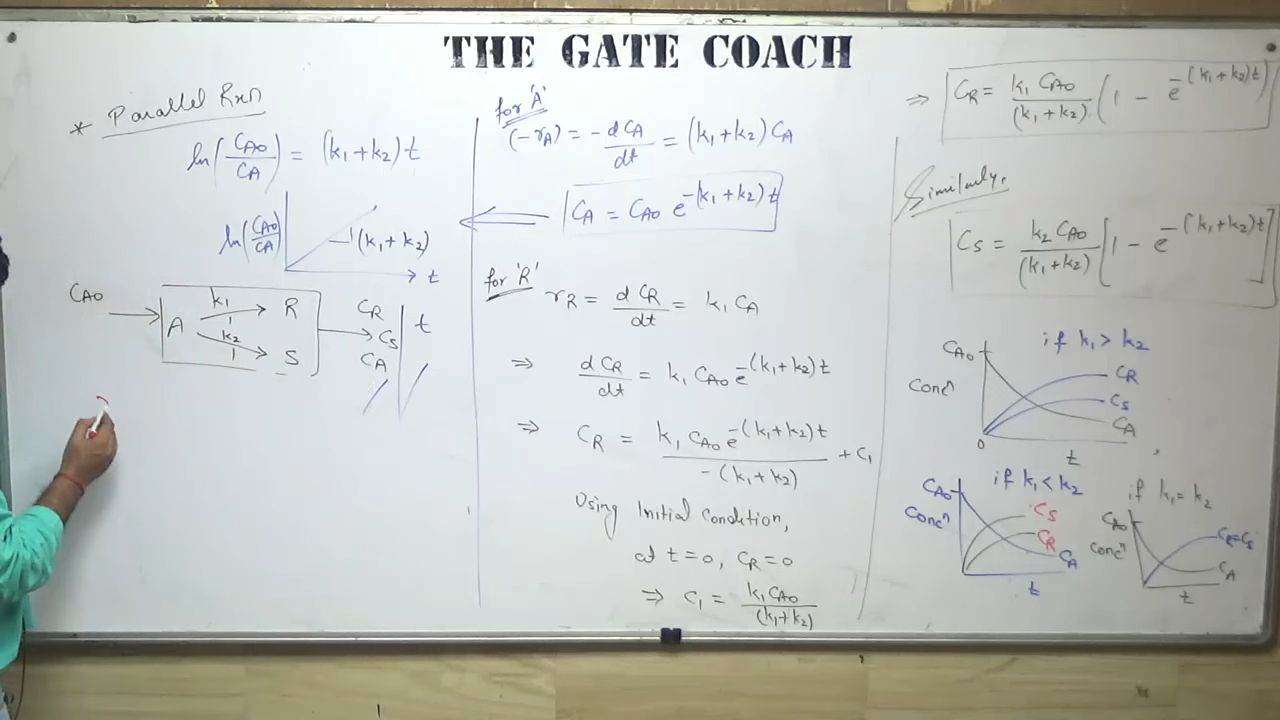 THE GATE COACH
* Parallel Rxn
ln(CA0/CA) = (k1+k2)t
ln(CA0/CA)
(k1+k2)
t
CA0
A
k1
R
k2
S
1
1
CR
CS
CA
t
for 'A'
(-rA) = -dCA/dt = (k1+k2)CA
CA = CA0 e^-(k1+k2)t
for 'R'
rR = dCR/dt = k1 CA
⇒ dCR/dt = k1 CA0 e^-(k1+k2)t
⇒ CR = k1 CA0 e^-(k1+k2)t / -(k1+k2) + C1
Using Initial Condition,
at t=0, CR=0
⇒ C1 = k1CA0/(k1+k2)
⇒ CR = k1 CA0/(k1+k2) (1 - e^-(k1+k2)t)
Similarly,
CS = k2 CA0/(k1+k2) [1 - e^-(k1+k2)t]
if k1>k2
CA0
Concn
CR
CS
CA
0
t
if k1<k2
CA0
Concn
CS
CR
CA
t
if k1=k2
CA0
Concn
CR=CS
CA
t